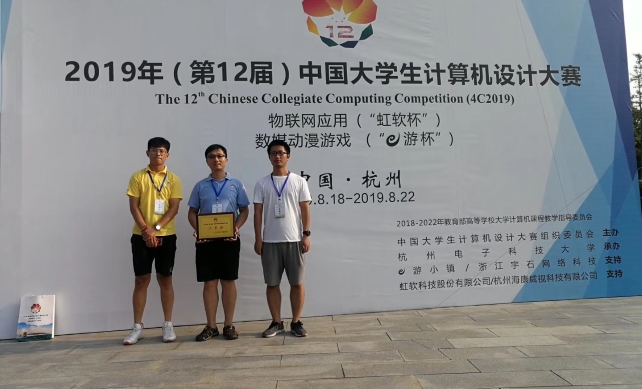 12
2019年（第12届）中国大学生计算机设计大赛
The 12th Chinese Collegiate Computing Competition (4C2019)
物联网应用（“虹软杯”）
数媒动漫游戏（“e游杯”）
中国·杭州
.8.18-2019.8.22
2018-2022年教育部高等学校大学计算机课程教学指导委员会
中国大学生计算机设计大赛组织委员会 主办
杭州电子科技大学 承办
e游小镇/浙江宇石网络科技 支持
虹软科技股份有限公司/杭州海康威视科技有限公司 支持